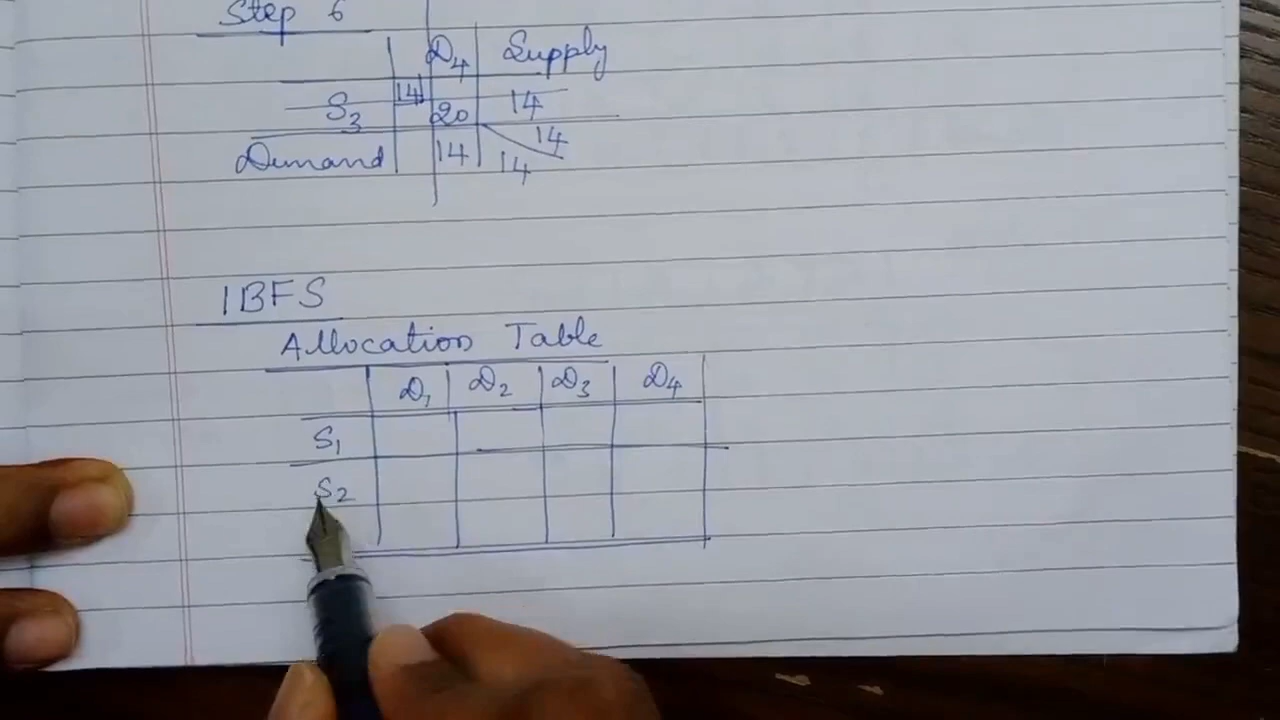 Step 6
D4 Supply
S3 14 20 14
Demand 14 14
14
IBFS
Allocation Table
D1 D2 D3 D4
S1
S2